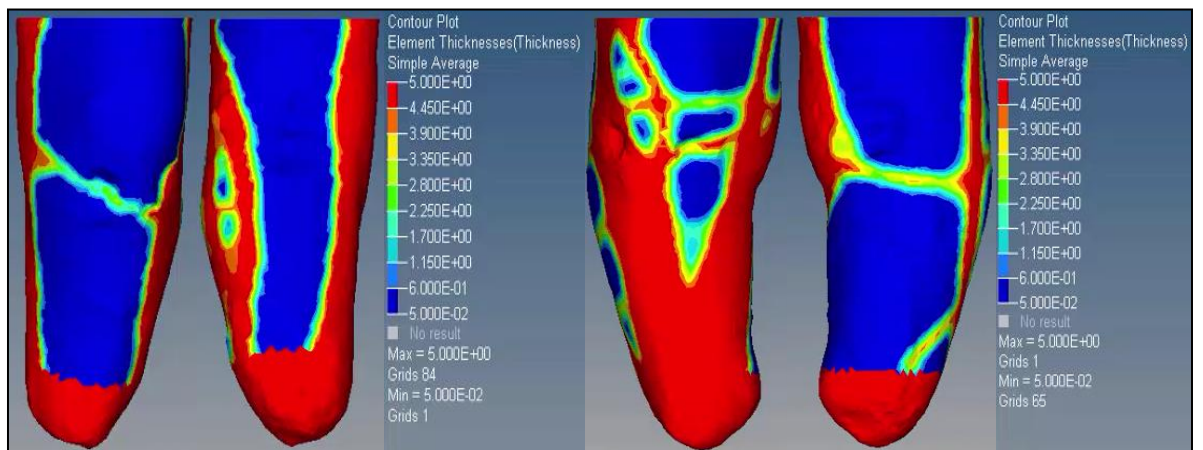 Contour Plot
Element Thicknesses(Thickness)
Simple Average
5.000E+00
4.450E+00
3.900E+00
3.350E+00
2.800E+00
2.250E+00
1.700E+00
1.150E+00
6.000E-01
5.000E-02
No result
Max = 5.000E+00
Grids 84
Min = 5.000E-02
Grids 1
Contour Plot
Element Thicknesses(Thickness)
Simple Average
5.000E+00
4.450E+00
3.900E+00
3.350E+00
2.800E+00
2.250E+00
1.700E+00
1.150E+00
6.000E-01
5.000E-02
No result
Max = 5.000E+00
Grids 1
Min = 5.000E-02
Grids 65